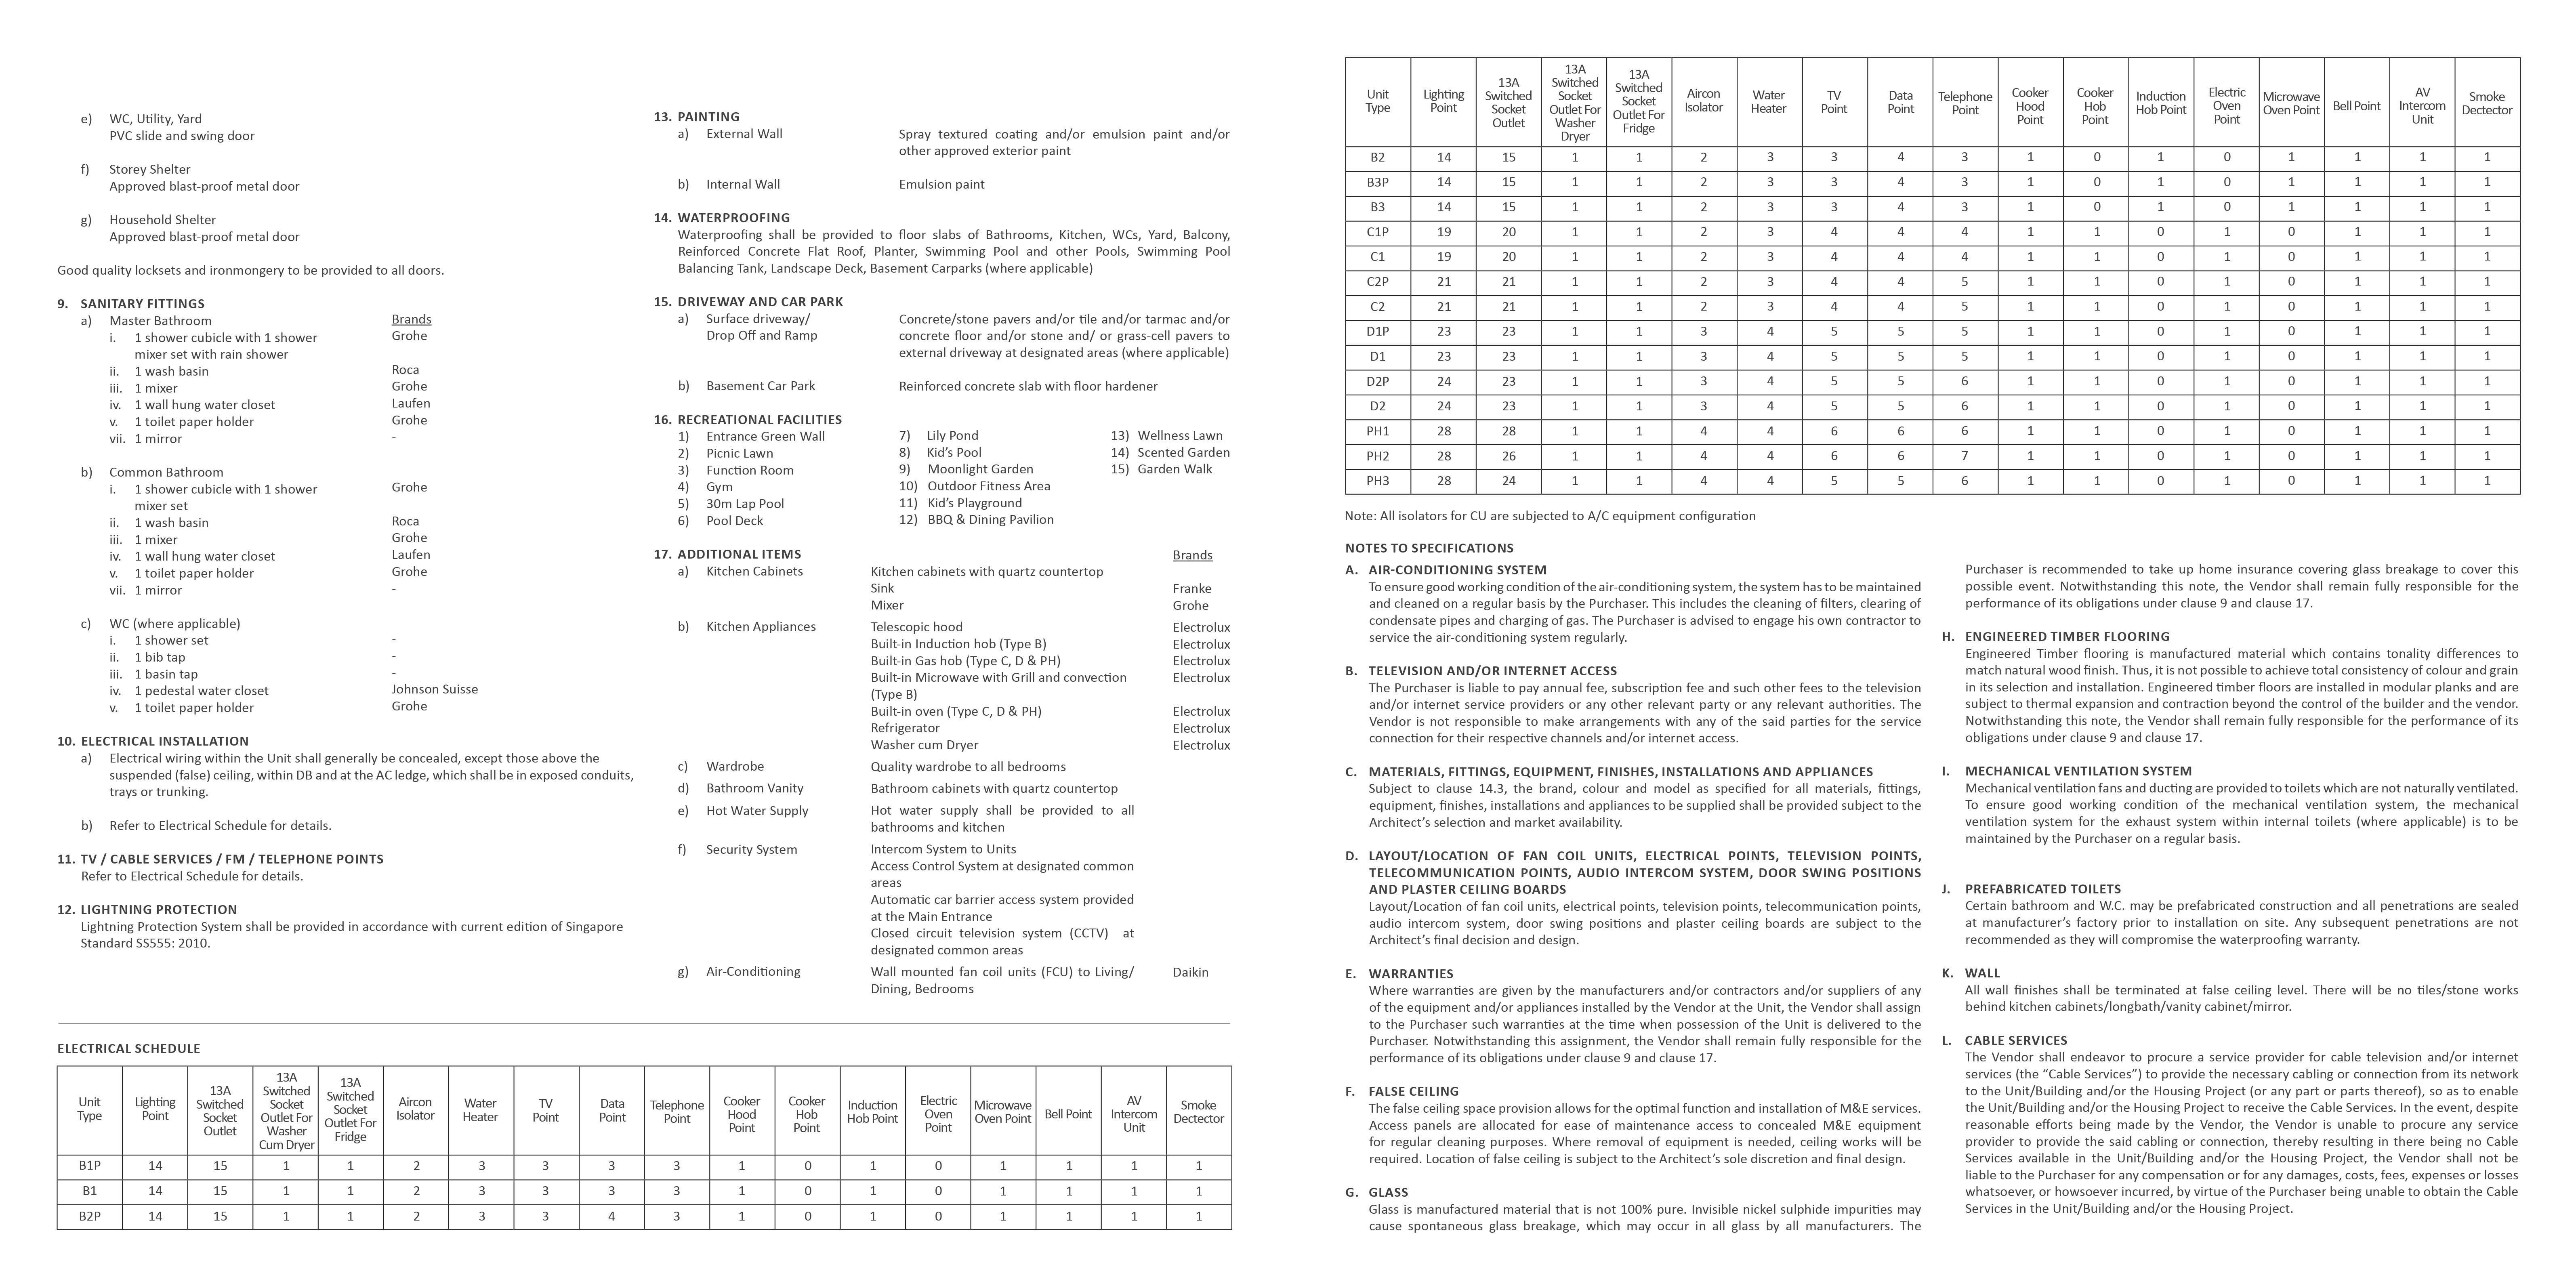 e) WC, Utility, Yard
PVC slide and swing door
f) Storey Shelter
Approved blast-proof metal door
g) Household Shelter
Approved blast-proof metal door
Good quality locksets and ironmongery to be provided to all doors.
9. SANITARY FITTINGS
a) Master Bathroom Brands
i. 1 shower cubicle with 1 shower Grohe
mixer set with rain shower
ii. 1 wash basin Roca
iii. 1 mixer Grohe
iv. 1 wall hung water closet Laufen
v. 1 toilet paper holder Grohe
vii. 1 mirror -
b) Common Bathroom
i. 1 shower cubicle with 1 shower Grohe
mixer set
ii. 1 wash basin Roca
iii. 1 mixer Grohe
iv. 1 wall hung water closet Laufen
v. 1 toilet paper holder Grohe
vii. 1 mirror -
c) WC (where applicable)
i. 1 shower set -
ii. 1 bib tap -
iii. 1 basin tap -
iv. 1 pedestal water closet Johnson Suisse
v. 1 toilet paper holder Grohe
10. ELECTRICAL INSTALLATION
a) Electrical wiring within the Unit shall generally be concealed, except those above the
suspended (false) ceiling, within DB and at the AC ledge, which shall be in exposed conduits,
trays or trunking.
b) Refer to Electrical Schedule for details.
11. TV / CABLE SERVICES / FM / TELEPHONE POINTS
Refer to Electrical Schedule for details.
12. LIGHTNING PROTECTION
Lightning Protection System shall be provided in accordance with current edition of Singapore
Standard SS555: 2010.
13. PAINTING
a) External Wall Spray textured coating and/or emulsion paint and/or
other approved exterior paint
b) Internal Wall Emulsion paint
14. WATERPROOFING
Waterproofing shall be provided to floor slabs of Bathrooms, Kitchen, WCs, Yard, Balcony,
Reinforced Concrete Flat Roof, Planter, Swimming Pool and other Pools, Swimming Pool
Balancing Tank, Landscape Deck, Basement Carparks (where applicable)
15. DRIVEWAY AND CAR PARK
a) Surface driveway/ Concrete/stone pavers and/or tile and/or tarmac and/or
Drop Off and Ramp concrete floor and/or stone and/ or grass-cell pavers to
external driveway at designated areas (where applicable)
b) Basement Car Park Reinforced concrete slab with floor hardener
16. RECREATIONAL FACILITIES
1) Entrance Green Wall 7) Lily Pond 13) Wellness Lawn
2) Picnic Lawn 8) Kid's Pool 14) Scented Garden
3) Function Room 9) Moonlight Garden 15) Garden Walk
4) Gym 10) Outdoor Fitness Area
5) 30m Lap Pool 11) Kid's Playground
6) Pool Deck 12) BBQ & Dining Pavilion
17. ADDITIONAL ITEMS Brands
a) Kitchen Cabinets Kitchen cabinets with quartz countertop
Sink Franke
Mixer Grohe
b) Kitchen Appliances Telescopic hood Electrolux
Built-in Induction hob (Type B) Electrolux
Built-in Gas hob (Type C, D & PH) Electrolux
Built-in Microwave with Grill and convection Electrolux
(Type B)
Built-in oven (Type C, D & PH) Electrolux
Refrigerator Electrolux
Washer cum Dryer Electrolux
c) Wardrobe Quality wardrobe to all bedrooms
d) Bathroom Vanity Bathroom cabinets with quartz countertop
e) Hot Water Supply Hot water supply shall be provided to all
bathrooms and kitchen
f) Security System Intercom System to Units
Access Control System at designated common
areas
Automatic car barrier access system provided
at the Main Entrance
Closed circuit television system (CCTV) at
designated common areas
g) Air-Conditioning Wall mounted fan coil units (FCU) to Living/ Daikin
Dining, Bedrooms
ELECTRICAL SCHEDULE
Unit Type Lighting Point 13A Switched Socket Outlet 13A Switched Socket Outlet For Washer Cum Dryer 13A Switched Socket Outlet For Fridge Aircon Isolator Water Heater TV Point Data Point Telephone Point Cooker Hood Point Cooker Hob Point Induction Hob Point Electric Oven Point Microwave Oven Point Bell Point AV Intercom Unit Smoke Dectector
B1P 14 15 1 1 2 3 3 3 3 1 0 1 0 1 1 1 1
B1 14 15 1 1 2 3 3 3 3 1 0 1 0 1 1 1 1
B2P 14 15 1 1 2 3 3 4 3 1 0 1 0 1 1 1 1
Unit Type Lighting Point 13A Switched Socket Outlet 13A Switched Socket Outlet For Washer Dryer 13A Switched Socket Outlet For Fridge Aircon Isolator Water Heater TV Point Data Point Telephone Point Cooker Hood Point Cooker Hob Point Induction Hob Point Electric Oven Point Microwave Oven Point Bell Point AV Intercom Unit Smoke Dectector
B2 14 15 1 1 2 3 3 4 3 1 0 1 0 1 1 1 1
B3P 14 15 1 1 2 3 3 4 3 1 0 1 0 1 1 1 1
B3 14 15 1 1 2 3 3 4 3 1 0 1 0 1 1 1 1
C1P 19 20 1 1 2 3 4 4 4 1 1 0 1 0 1 1 1
C1 19 20 1 1 2 3 4 4 4 1 1 0 1 0 1 1 1
C2P 21 21 1 1 2 3 4 4 5 1 1 0 1 0 1 1 1
C2 21 21 1 1 2 3 4 4 5 1 1 0 1 0 1 1 1
D1P 23 23 1 1 3 4 5 5 5 1 1 0 1 0 1 1 1
D1 23 23 1 1 3 4 5 5 5 1 1 0 1 0 1 1 1
D2P 24 23 1 1 3 4 5 5 6 1 1 0 1 0 1 1 1
D2 24 23 1 1 3 4 5 5 6 1 1 0 1 0 1 1 1
PH1 28 28 1 1 4 4 6 6 6 1 1 0 1 0 1 1 1
PH2 28 26 1 1 4 4 6 6 7 1 1 0 1 0 1 1 1
PH3 28 24 1 1 4 4 5 5 6 1 1 0 1 0 1 1 1
Note: All isolators for CU are subjected to A/C equipment configuration
NOTES TO SPECIFICATIONS
A. AIR-CONDITIONING SYSTEM
To ensure good working condition of the air-conditioning system, the system has to be maintained
and cleaned on a regular basis by the Purchaser. This includes the cleaning of filters, clearing of
condensate pipes and charging of gas. The Purchaser is advised to engage his own contractor to
service the air-conditioning system regularly.
B. TELEVISION AND/OR INTERNET ACCESS
The Purchaser is liable to pay annual fee, subscription fee and such other fees to the television
and/or internet service providers or any other relevant party or any relevant authorities. The
Vendor is not responsible to make arrangements with any of the said parties for the service
connection for their respective channels and/or internet access.
C. MATERIALS, FITTINGS, EQUIPMENT, FINISHES, INSTALLATIONS AND APPLIANCES
Subject to clause 14.3, the brand, colour and model as specified for all materials, fittings,
equipment, finishes, installations and appliances to be supplied shall be provided subject to the
Architect's selection and market availability.
D. LAYOUT/LOCATION OF FAN COIL UNITS, ELECTRICAL POINTS, TELEVISION POINTS,
TELECOMMUNICATION POINTS, AUDIO INTERCOM SYSTEM, DOOR SWING POSITIONS
AND PLASTER CEILING BOARDS
Layout/Location of fan coil units, electrical points, television points, telecommunication points,
audio intercom system, door swing positions and plaster ceiling boards are subject to the
Architect's final decision and design.
E. WARRANTIES
Where warranties are given by the manufacturers and/or contractors and/or suppliers of any
of the equipment and/or appliances installed by the Vendor at the Unit, the Vendor shall assign
to the Purchaser such warranties at the time when possession of the Unit is delivered to the
Purchaser. Notwithstanding this assignment, the Vendor shall remain fully responsible for the
performance of its obligations under clause 9 and clause 17.
F. FALSE CEILING
The false ceiling space provision allows for the optimal function and installation of M&E services.
Access panels are allocated for ease of maintenance access to concealed M&E equipment
for regular cleaning purposes. Where removal of equipment is needed, ceiling works will be
required. Location of false ceiling is subject to the Architect's sole discretion and final design.
G. GLASS
Glass is manufactured material that is not 100% pure. Invisible nickel sulphide impurities may
cause spontaneous glass breakage, which may occur in all glass by all manufacturers. The
Purchaser is recommended to take up home insurance covering glass breakage to cover this
possible event. Notwithstanding this note, the Vendor shall remain fully responsible for the
performance of its obligations under clause 9 and clause 17.
H. ENGINEERED TIMBER FLOORING
Engineered Timber flooring is manufactured material which contains tonality differences to
match natural wood finish. Thus, it is not possible to achieve total consistency of colour and grain
in its selection and installation. Engineered timber floors are installed in modular planks and are
subject to thermal expansion and contraction beyond the control of the builder and the vendor.
Notwithstanding this note, the Vendor shall remain fully responsible for the performance of its
obligations under clause 9 and clause 17.
I. MECHANICAL VENTILATION SYSTEM
Mechanical ventilation fans and ducting are provided to toilets which are not naturally ventilated.
To ensure good working condition of the mechanical ventilation system, the mechanical
ventilation system for the exhaust system within internal toilets (where applicable) is to be
maintained by the Purchaser on a regular basis.
J. PREFABRICATED TOILETS
Certain bathroom and W.C. may be prefabricated construction and all penetrations are sealed
at manufacturer's factory prior to installation on site. Any subsequent penetrations are not
recommended as they will compromise the waterproofing warranty.
K. WALL
All wall finishes shall be terminated at false ceiling level. There will be no tiles/stone works
behind kitchen cabinets/longbath/vanity cabinet/mirror.
L. CABLE SERVICES
The Vendor shall endeavor to procure a service provider for cable television and/or internet
services (the "Cable Services") to provide the necessary cabling or connection from its network
to the Unit/Building and/or the Housing Project (or any part or parts thereof), so as to enable
the Unit/Building and/or the Housing Project to receive the Cable Services. In the event, despite
reasonable efforts being made by the Vendor, the Vendor is unable to procure any service
provider to provide the said cabling or connection, thereby resulting in there being no Cable
Services available in the Unit/Building and/or the Housing Project, the Vendor shall not be
liable to the Purchaser for any compensation or for any damages, costs, fees, expenses or losses
whatsoever, or howsoever incurred, by virtue of the Purchaser being unable to obtain the Cable
Services in the Unit/Building and/or the Housing Project.